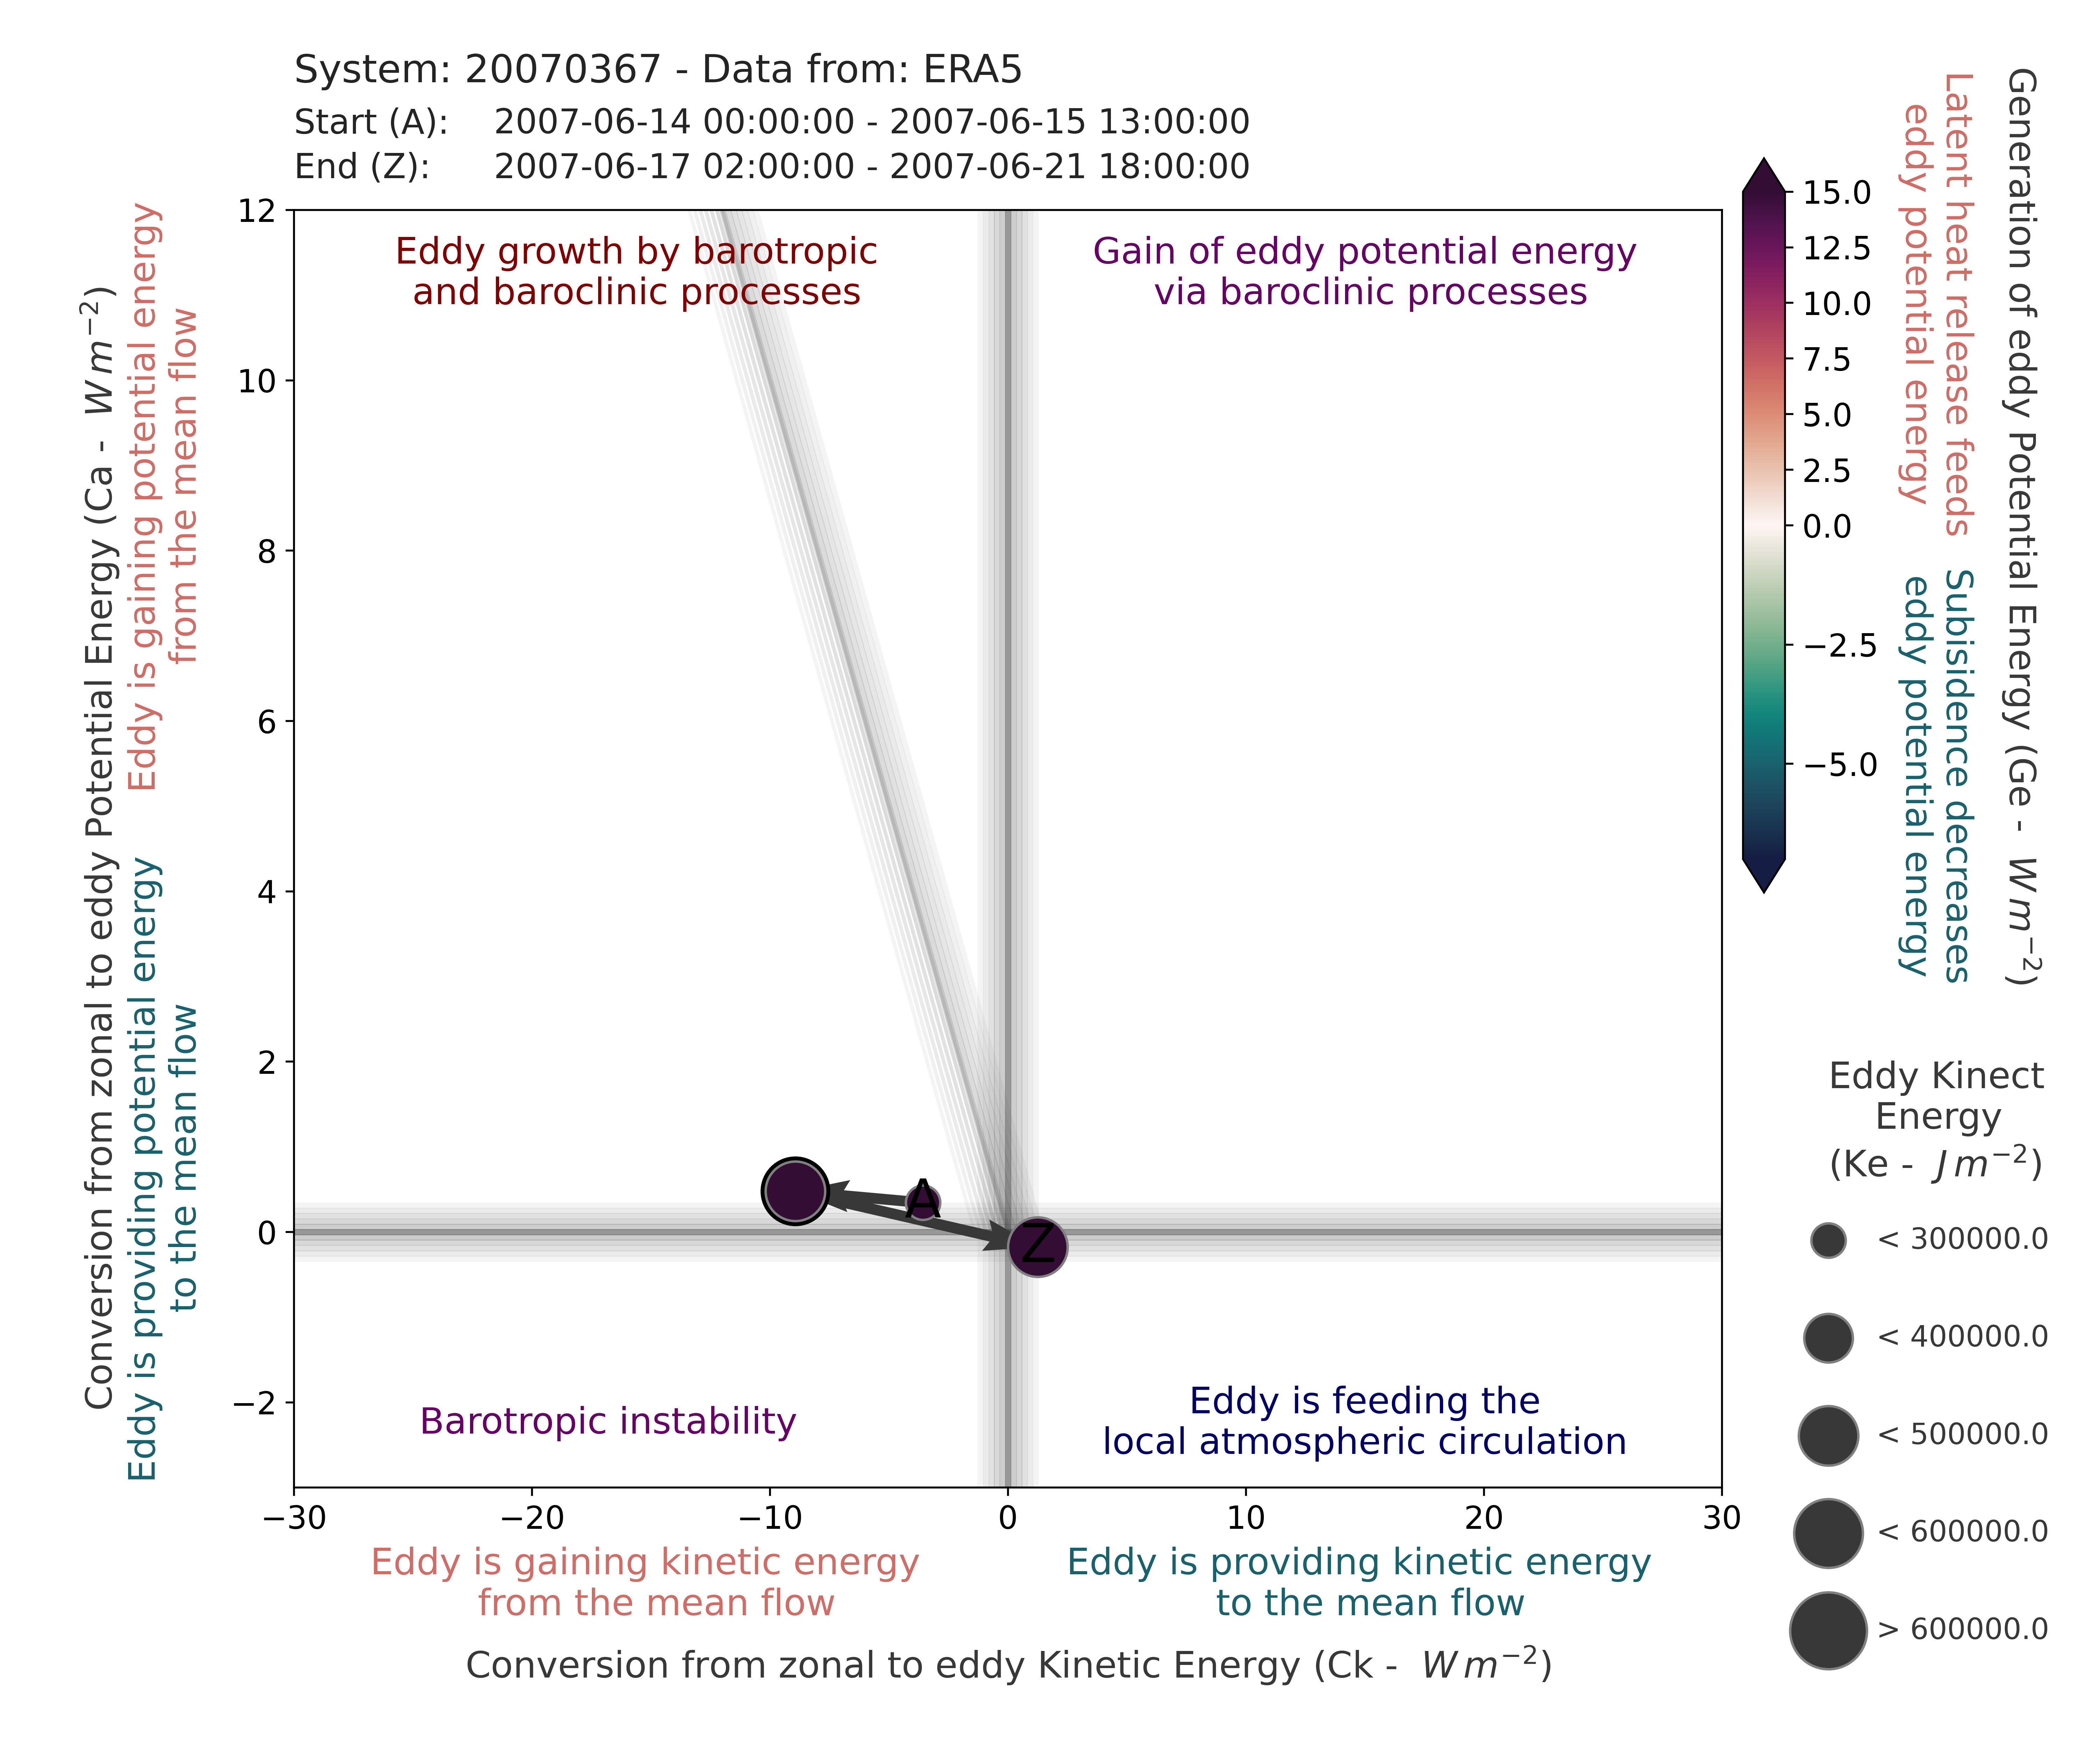 System: 20070367 - Data from: ERA5
Start (A): 2007-06-14 00:00:00 - 2007-06-15 13:00:00
End (Z): 2007-06-17 02:00:00 - 2007-06-21 18:00:00
Conversion from zonal to eddy Potential Energy (Ca - W m⁻²)
Eddy is gaining potential energy
from the mean flow
Eddy is providing potential energy
to the mean flow
12
10
8
6
4
2
0
−2
Eddy growth by barotropic
and baroclinic processes
Gain of eddy potential energy
via baroclinic processes
A
Z
Barotropic instability
Eddy is feeding the
local atmospheric circulation
−30
−20
−10
0
10
20
30
Eddy is gaining kinetic energy
from the mean flow
Eddy is providing kinetic energy
to the mean flow
Conversion from zonal to eddy Kinetic Energy (Ck - W m⁻²)
15.0
12.5
10.0
7.5
5.0
2.5
0.0
−2.5
−5.0
Latent heat release feeds
eddy potential energy
Subisidence decreases
eddy potential energy
Generation of eddy Potential Energy (Ge - W m⁻²)
Eddy Kinect
Energy
(Ke - J m⁻²)
< 300000.0
< 400000.0
< 500000.0
< 600000.0
> 600000.0